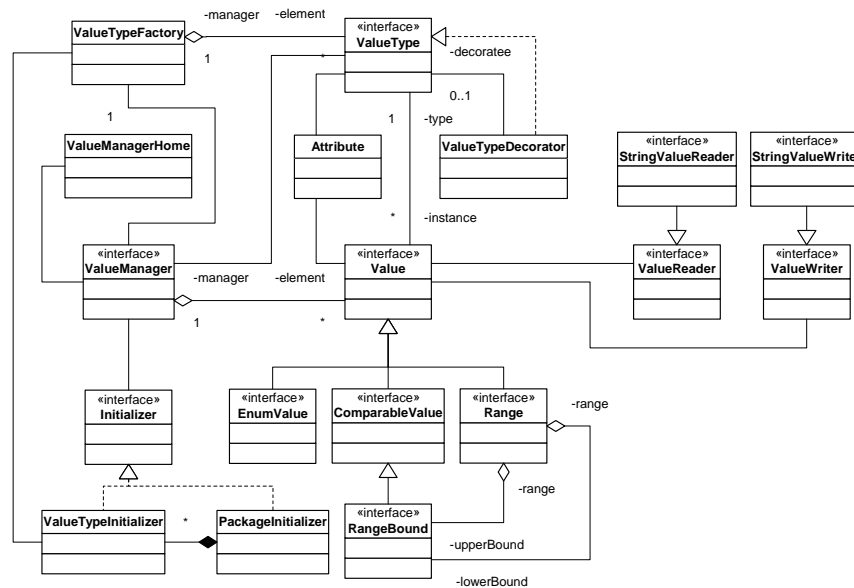 -manager
-element
«interface»
ValueTypeFactory
ValueType
-decoratee
1
*
0..1
1
1
-type
«interface»
«interface»
ValueManagerHome
Attribute
ValueTypeDecorator
StringValueReader
StringValueWriter
*
-instance
«interface»
«interface»
«interface»
«interface»
ValueManager
Value
ValueReader
ValueWriter
-manager
-element
1
*
«interface»
«interface»
«interface»
«interface»
-range
Initializer
EnumValue
ComparableValue
Range
-range
«interface»
ValueTypeInitializer
*
PackageInitializer
RangeBound
-upperBound
-lowerBound